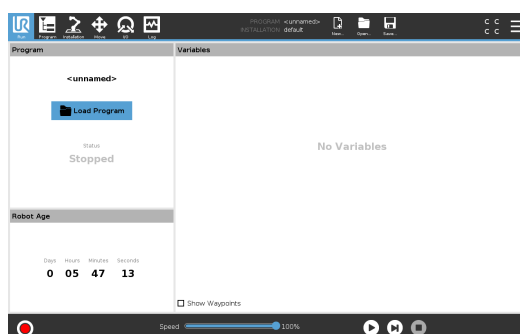 UR
PROGRAM <unnamed>
INSTALLATION default
Run Program Installation Move I/O Log New... Open... Save...
C C
C C
Program
Variables
<unnamed>
Load Program
Status
Stopped
No Variables
Robot Age
Days Hours Minutes Seconds
0 05 47 13
Show Waypoints
Speed 100%